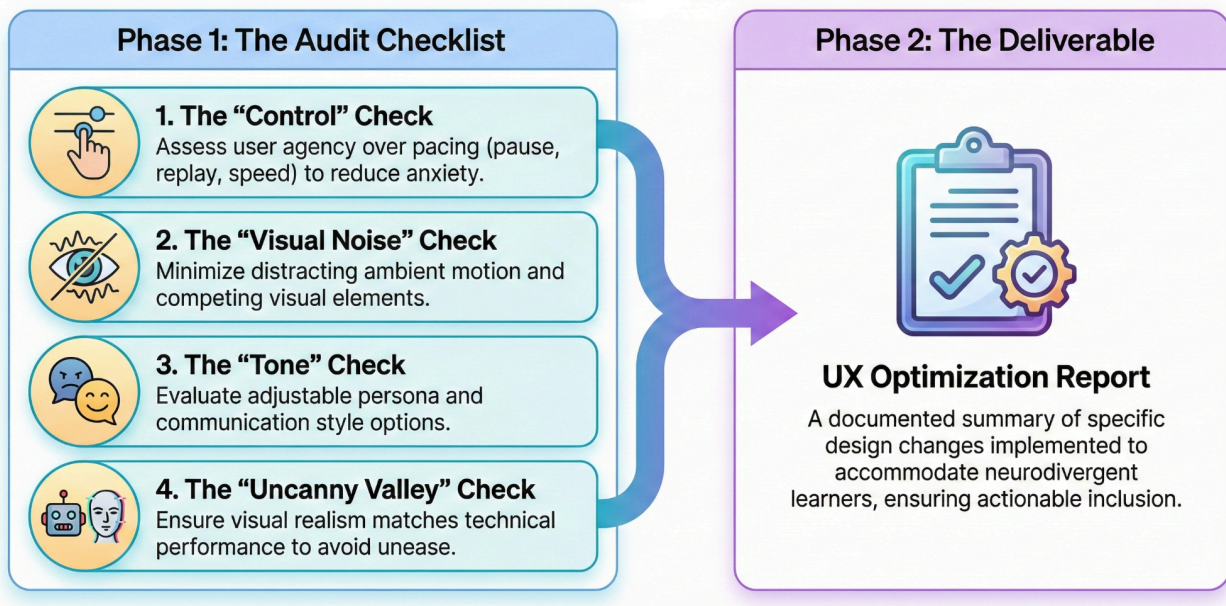 Phase 1: The Audit Checklist
1. The “Control” Check
Assess user agency over pacing (pause,
replay, speed) to reduce anxiety.
2. The “Visual Noise” Check
Minimize distracting ambient motion and
competing visual elements.
3. The “Tone” Check
Evaluate adjustable persona and
communication style options.
4. The “Uncanny Valley” Check
Ensure visual realism matches technical
performance to avoid unease.
Phase 2: The Deliverable
UX Optimization Report
A documented summary of specific
design changes implemented to
accommodate neurodivergent
learners, ensuring actionable inclusion.